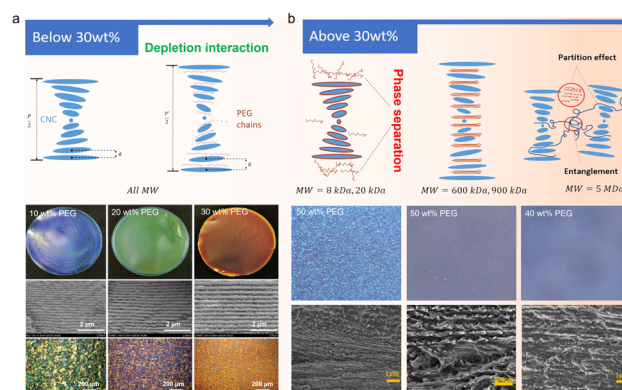 a
Below 30wt%
Depletion interaction
CNC
d
PEG
chains
d
All MW
10 wt% PEG
20 wt% PEG
30 wt% PEG
2 µm
2 µm
2 µm
200 µm
200 µm
200 µm
b
Above 30wt%
Phase separation
Partition effect
Entanglement
MW = 8 kDa, 20 kDa
MW = 600 kDa, 900 kDa
MW = 5 MDa
50 wt% PEG
50 wt% PEG
40 wt% PEG
1µm